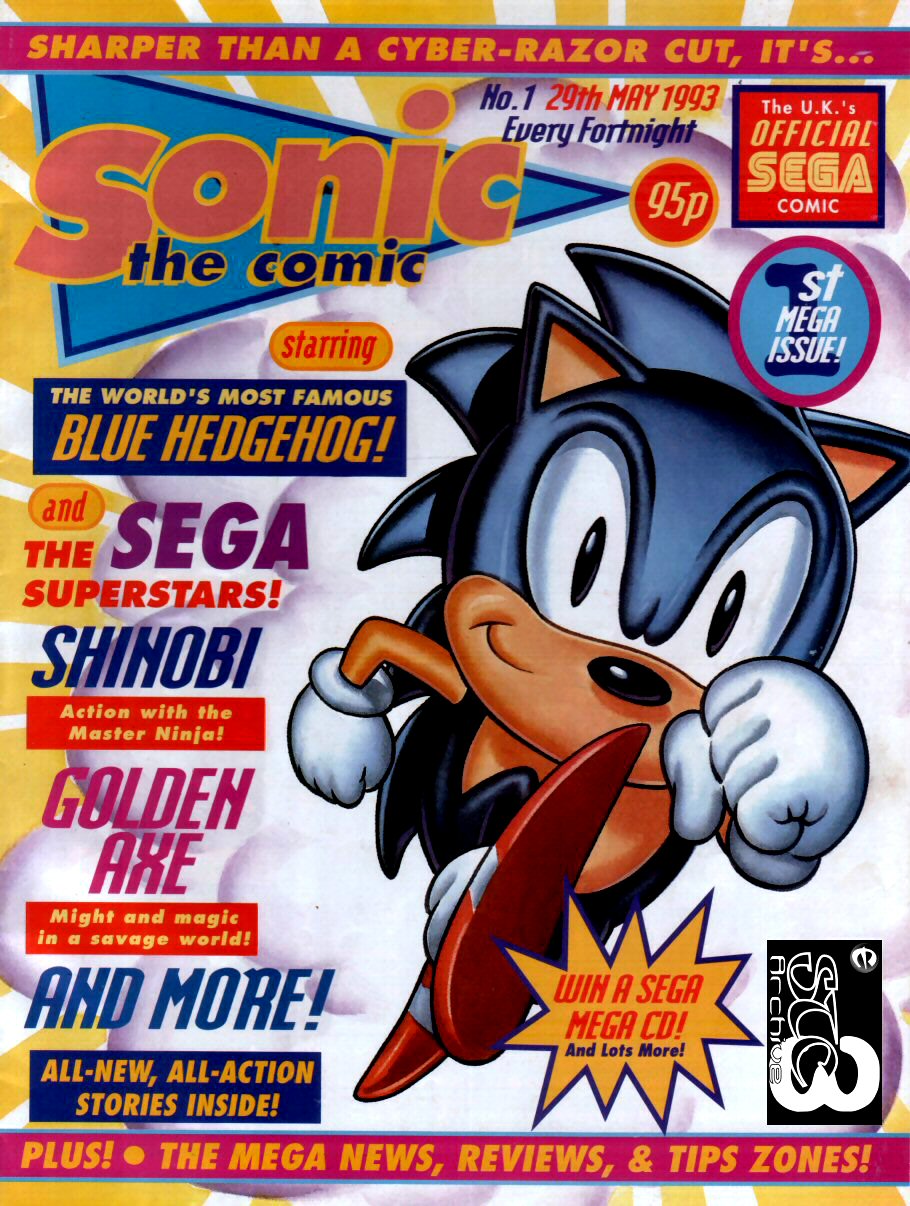 SHARPER THAN A CYBER-RAZOR CUT, IT'S...
No.1 29th MAY 1993
Every Fortnight
sonic
the comic
95p
The U.K.'s
OFFICIAL
SEGA
COMIC
1st
MEGA
ISSUE!
starring
THE WORLD'S MOST FAMOUS
BLUE HEDGEHOG!
and
THE SEGA
SUPERSTARS!
SHINOBI
Action with the
Master Ninja!
GOLDEN
AXE
Might and magic
in a savage world!
AND MORE!
ALL-NEW, ALL-ACTION
STORIES INSIDE!
WIN A SEGA
MEGA CD!
And Lots More!
STC
Archive
e
PLUS! • THE MEGA NEWS, REVIEWS, & TIPS ZONES!